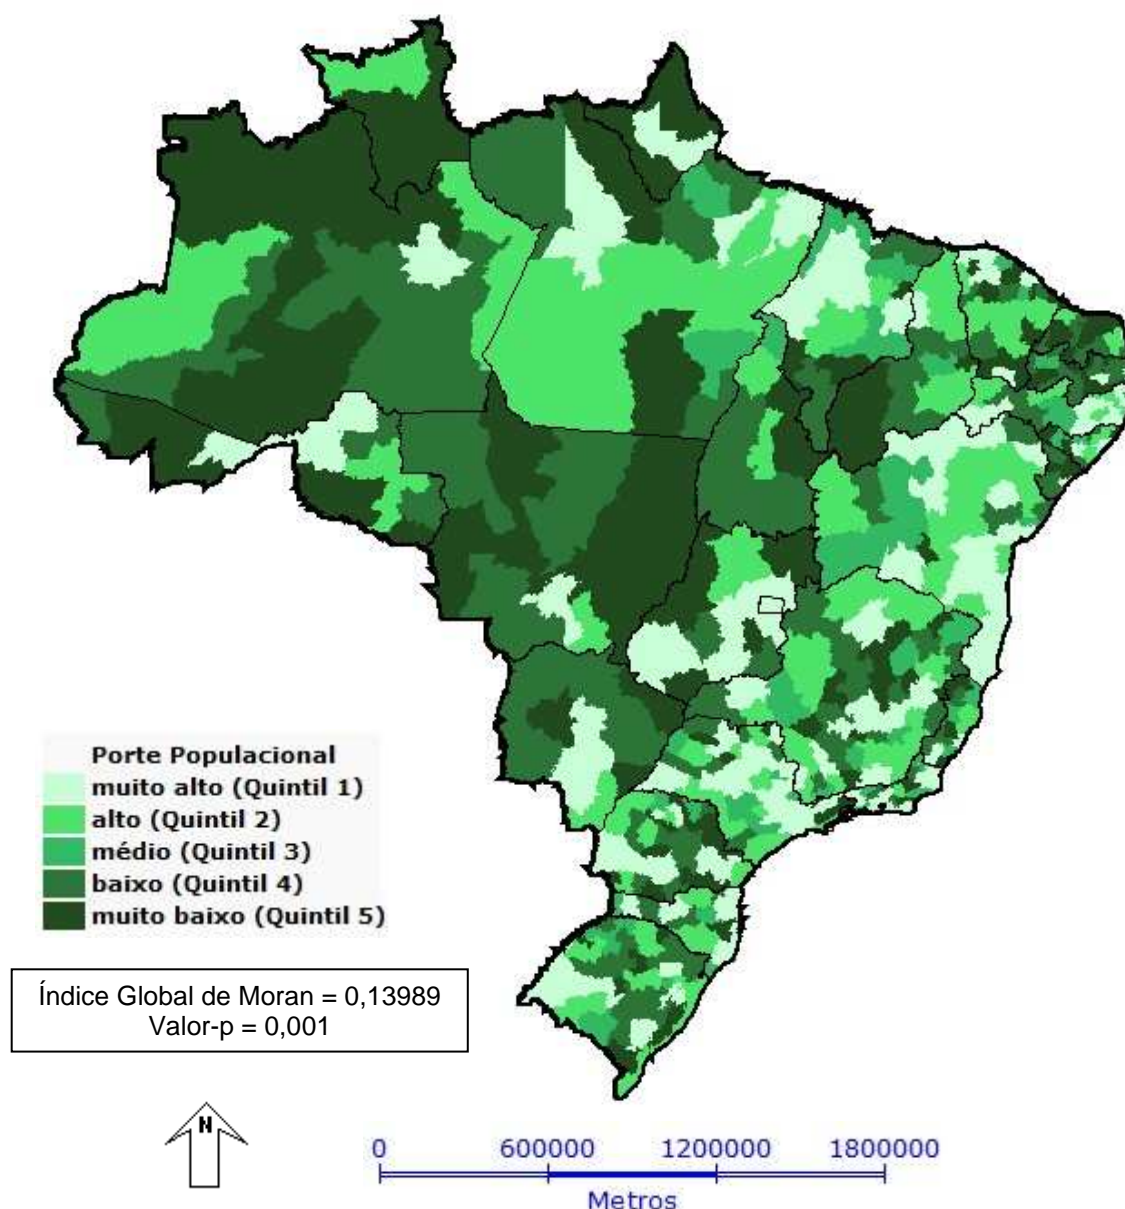 Porte Populacional
muito alto (Quintil 1)
alto (Quintil 2)
médio (Quintil 3)
baixo (Quintil 4)
muito baixo (Quintil 5)
Índice Global de Moran = 0,13989
Valor-p = 0,001
N
0 600000 1200000 1800000
Metros